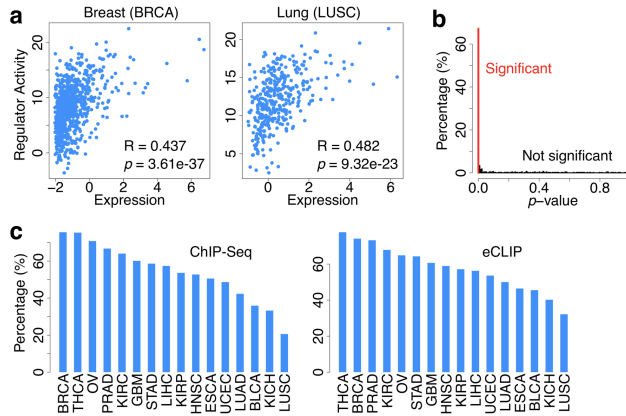 a
Breast (BRCA)
Regulator Activity
20
10
0
R = 0.437
p = 3.61e-37
−2 0 2 4 6
Expression
Lung (LUSC)
20
15
10
5
R = 0.482
p = 9.32e-23
0 2 4 6
Expression
b
Percentage (%)
60
40
20
0
Significant
Not significant
0.0 0.4 0.8
p−value
c
Percentage (%)
60
40
20
0
ChIP-Seq
BRCA THCA OV PRAD KIRC GBM STAD LIHC KIRP HNSC ESCA UCEC LUAD BLCA KICH LUSC
60
40
20
0
eCLIP
THCA BRCA PRAD KIRC OV STAD GBM HNSC KIRP LIHC UCEC LUAD ESCA BLCA KICH LUSC